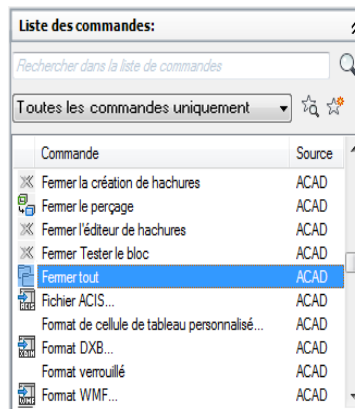 Liste des commandes:
Rechercher dans la liste de commandes
Toutes les commandes uniquement
Commande Source
Fermer la création de hachures ACAD
Fermer le perçage ACAD
Fermer l'éditeur de hachures ACAD
Fermer Tester le bloc ACAD
Fermer tout ACAD
Fichier ACIS... ACAD
Format de cellule de tableau personnalisé... ACAD
Format DXB... ACAD
Format verrouillé ACAD
Format WMF... ACAD